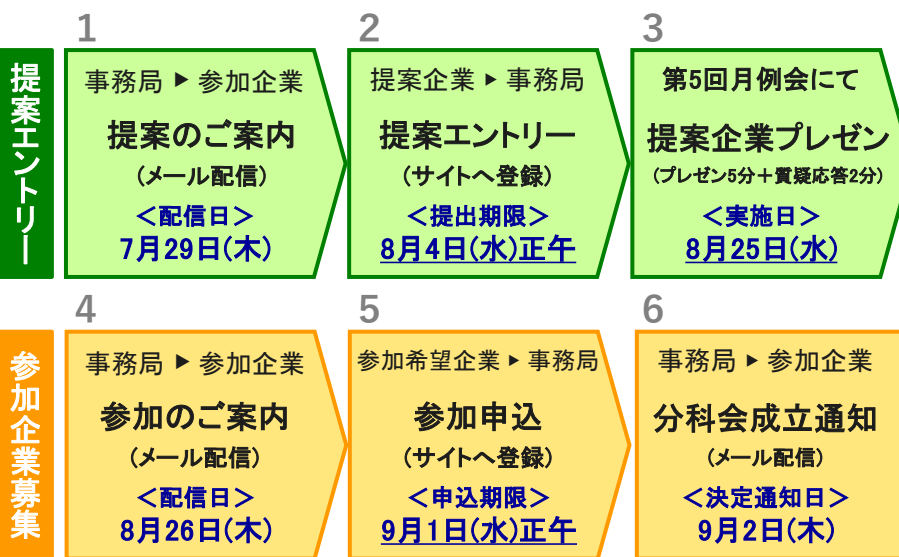 提案エントリー
1
事務局 ▶ 参加企業
提案のご案内
(メール配信)
＜配信日＞
7月29日(木)
2
提案企業 ▶ 事務局
提案エントリー
(サイトへ登録)
＜提出期限＞
8月4日(水)正午
3
第5回月例会にて
提案企業プレゼン
(プレゼン5分＋質疑応答2分)
＜実施日＞
8月25日(水)
参加企業募集
4
事務局 ▶ 参加企業
参加のご案内
(メール配信)
＜配信日＞
8月26日(木)
5
参加希望企業 ▶ 事務局
参加申込
(サイトへ登録)
＜申込期限＞
9月1日(水)正午
6
事務局 ▶ 参加企業
分科会成立通知
(メール配信)
＜決定通知日＞
9月2日(木)